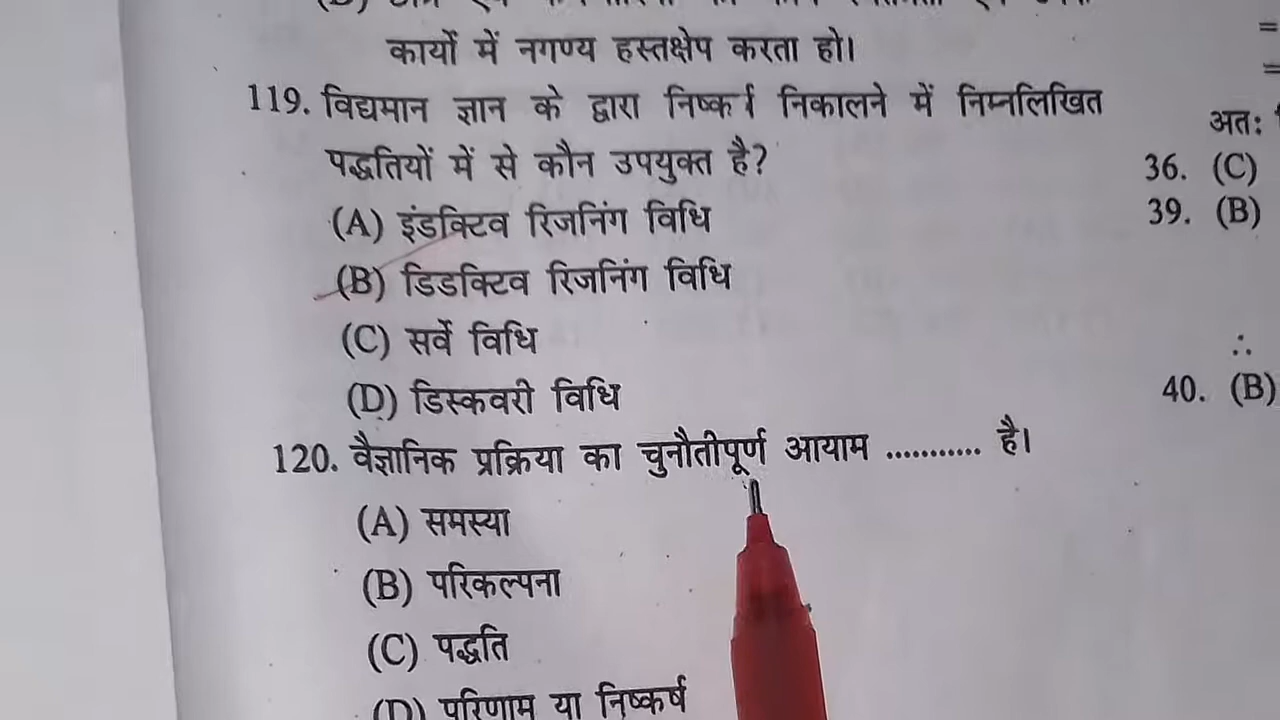 कार्यों में नगण्य हस्तक्षेप करता हो।
119. विद्यमान ज्ञान के द्वारा निष्कर्ष निकालने में निम्नलिखित
पद्धतियों में से कौन उपयुक्त है?
(A) इंडक्टिव रिजनिंग विधि
(B) डिडक्टिव रिजनिंग विधि
(C) सर्वे विधि
(D) डिस्कवरी विधि
120. वैज्ञानिक प्रक्रिया का चुनौतीपूर्ण आयाम ........... है।
(A) समस्या
(B) परिकल्पना
(C) पद्धति
(D) परिणाम या निष्कर्ष
=
=
अतः
36. (C)
39. (B)
∴
40. (B)